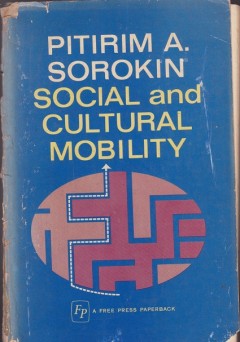 PITIRIM A.
SOROKIN
SOCIAL and
CULTURAL
MOBILITY
FP A FREE PRESS PAPERBACK